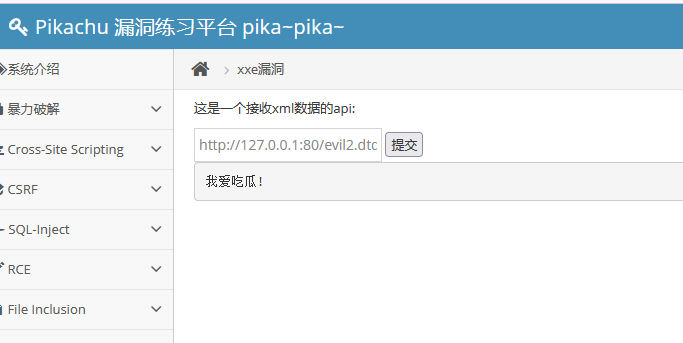 Pikachu 漏洞练习平台 pika~pika~
系统介绍
暴力破解
Cross-Site Scripting
CSRF
SQL-Inject
RCE
File Inclusion
xxe漏洞
这是一个接收xml数据的api:
http://127.0.0.1:80/evil2.dtd
提交
我爱吃瓜!